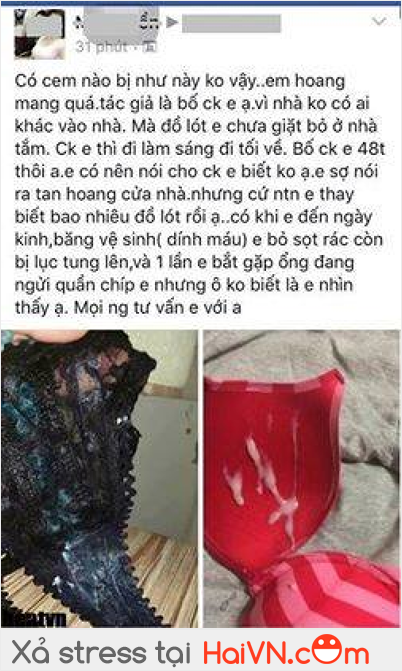 31 phút
Có cem nào bị như này ko vậy..em hoang
mang quá.tác giả là bố ck e ạ.vì nhà ko có ai
khác vào nhà. Mà đồ lót e chưa giặt bỏ ở nhà
tắm. Ck e thì đi làm sáng đi tối về. Bố ck e 48t
thôi ạ.e có nên nói cho ck e biết ko ạ.e sợ nói
ra tan hoang cửa nhà.nhưng cứ ntn e thay
biết bao nhiêu đồ lót rồi ạ..có khi e đến ngày
kinh,băng vệ sinh( dính máu) e bỏ sọt rác còn
bị lục tung lên,và 1 lần e bắt gặp ổng đang
ngửi quần chíp e nhưng ô ko biết là e nhìn
thấy ạ. Mọi ng tư vấn e với a
Xả stress tại HaiVN.com